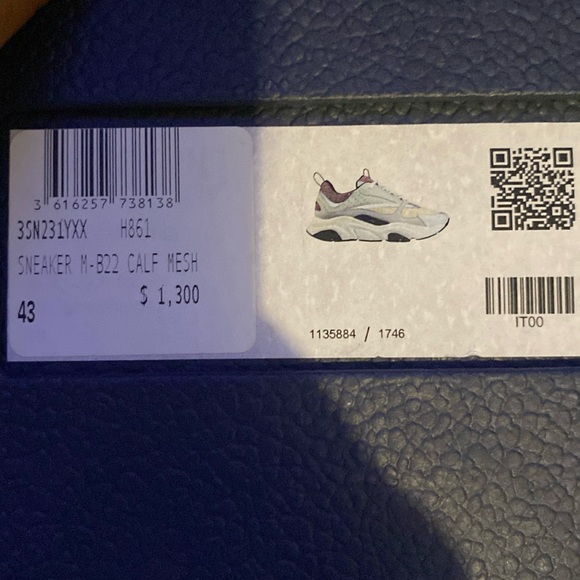 3 616257 738138
3SN231YXX H861
SNEAKER M-B22 CALF MESH
$ 1,300
43
1135884 / 1746
IT00